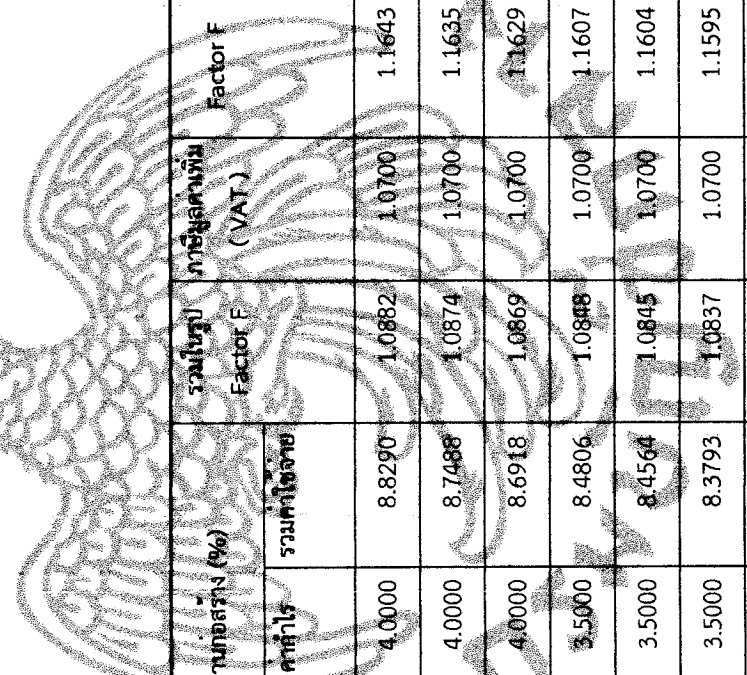 านก่อสร้าง (%) รวมในรูป ภาษีมูลค่าเพิ่ม Factor F
Factor F ( VAT )
ค่ากำไร รวมค่าใช้จ่าย
4.0000 8.8290 1.0882 1.0700 1.1643
4.0000 8.7488 1.0874 1.0700 1.1635
4.0000 8.6918 1.0869 1.0700 1.1629
3.5000 8.4806 1.0848 1.0700 1.1607
3.5000 8.4564 1.0845 1.0700 1.1604
3.5000 8.3793 1.0837 1.0700 1.1595